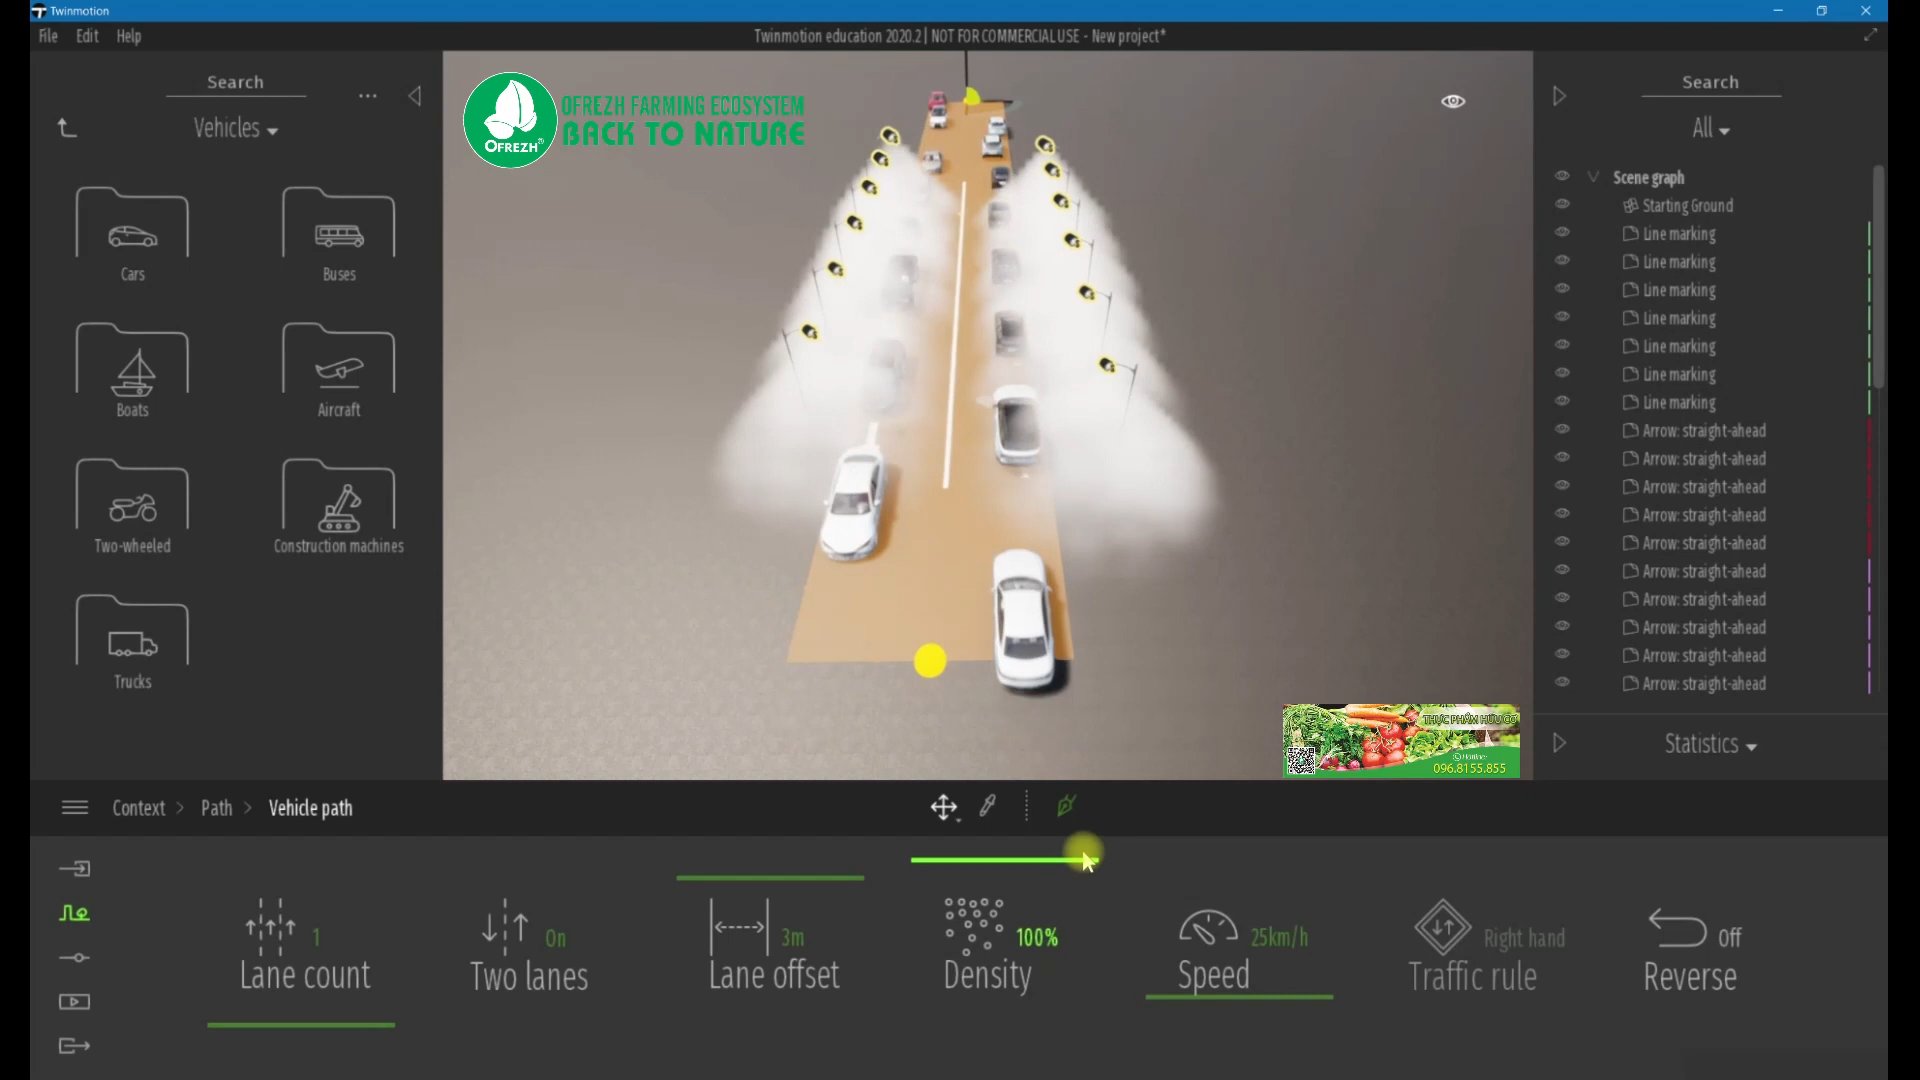 Twinmotion
File Edit Help
Twinmotion education 2020.2 | NOT FOR COMMERCIAL USE - New project*
Search
...
Vehicles
Cars
Buses
Boats
Aircraft
Two-wheeled
Construction machines
Trucks
OFREZH®
OFREZH FARMING ECOSYSTEM
BACK TO NATURE
THỰC PHẨM HỮU CƠ
Hotline:
096.8155.855
Search
All
Scene graph
Starting Ground
Line marking
Line marking
Line marking
Line marking
Line marking
Line marking
Line marking
Arrow: straight-ahead
Arrow: straight-ahead
Arrow: straight-ahead
Arrow: straight-ahead
Arrow: straight-ahead
Arrow: straight-ahead
Arrow: straight-ahead
Arrow: straight-ahead
Arrow: straight-ahead
Arrow: straight-ahead
Statistics
Context > Path > Vehicle path
1
Lane count
On
Two lanes
3m
Lane offset
100%
Density
25km/h
Speed
Right hand
Traffic rule
Off
Reverse